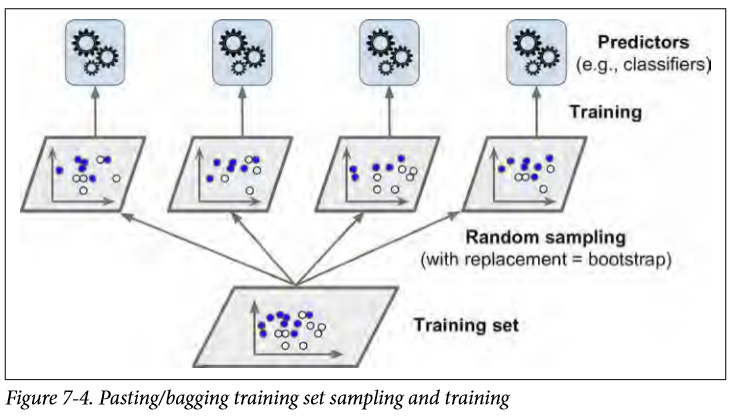 Predictors
(e.g., classifiers)
Training
Random sampling
(with replacement = bootstrap)
Training set
Figure 7-4. Pasting/bagging training set sampling and training